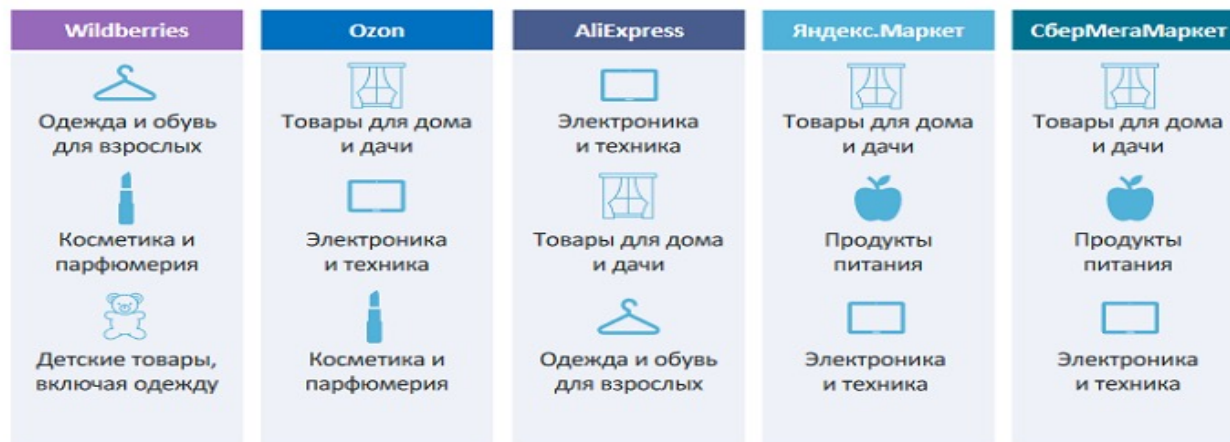 Wildberries
Одежда и обувь
для взрослых
Косметика и
парфюмерия
Детские товары,
включая одежду
Ozon
Товары для дома
и дачи
Электроника
и техника
Косметика и
парфюмерия
AliExpress
Электроника
и техника
Товары для дома
и дачи
Одежда и обувь
для взрослых
Яндекс.Маркет
Товары для дома
и дачи
Продукты
питания
Электроника
и техника
СберМегаМаркет
Товары для дома
и дачи
Продукты
питания
Электроника
и техника